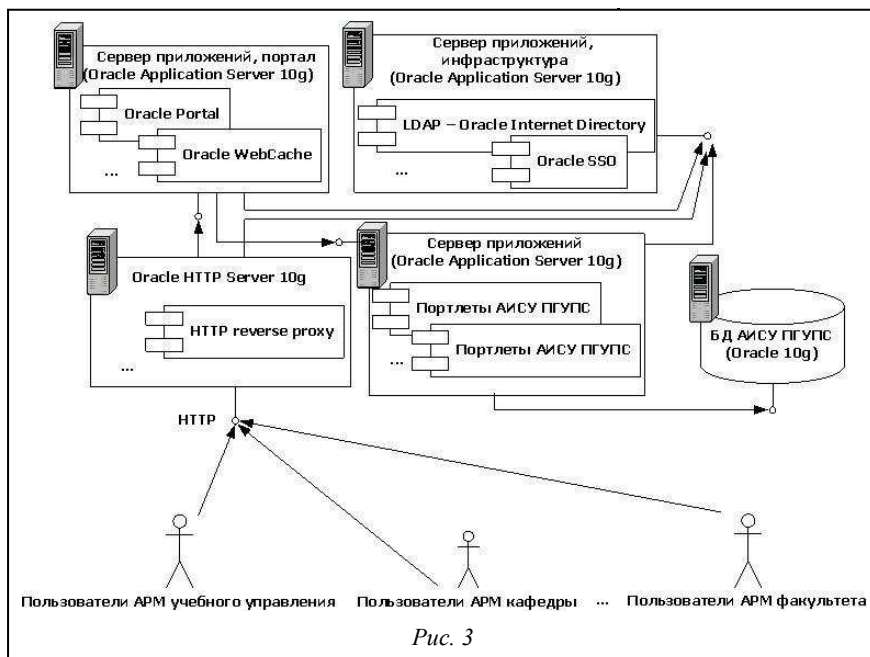 Сервер приложений, портал
(Oracle Application Server 10g)
Oracle Portal
Oracle WebCache
...
Сервер приложений,
инфраструктура
(Oracle Application Server 10g)
LDAP – Oracle Internet Directory
Oracle SSO
...
Oracle HTTP Server 10g
HTTP reverse proxy
...
Сервер приложений
(Oracle Application Server 10g)
Портлеты АИСУ ПГУПС
Портлеты АИСУ ПГУПС
...
БД АИСУ ПГУПС
(Oracle 10g)
HTTP
Пользователи АРМ учебного управления
Пользователи АРМ кафедры
...
Пользователи АРМ факультета
Рис. 3